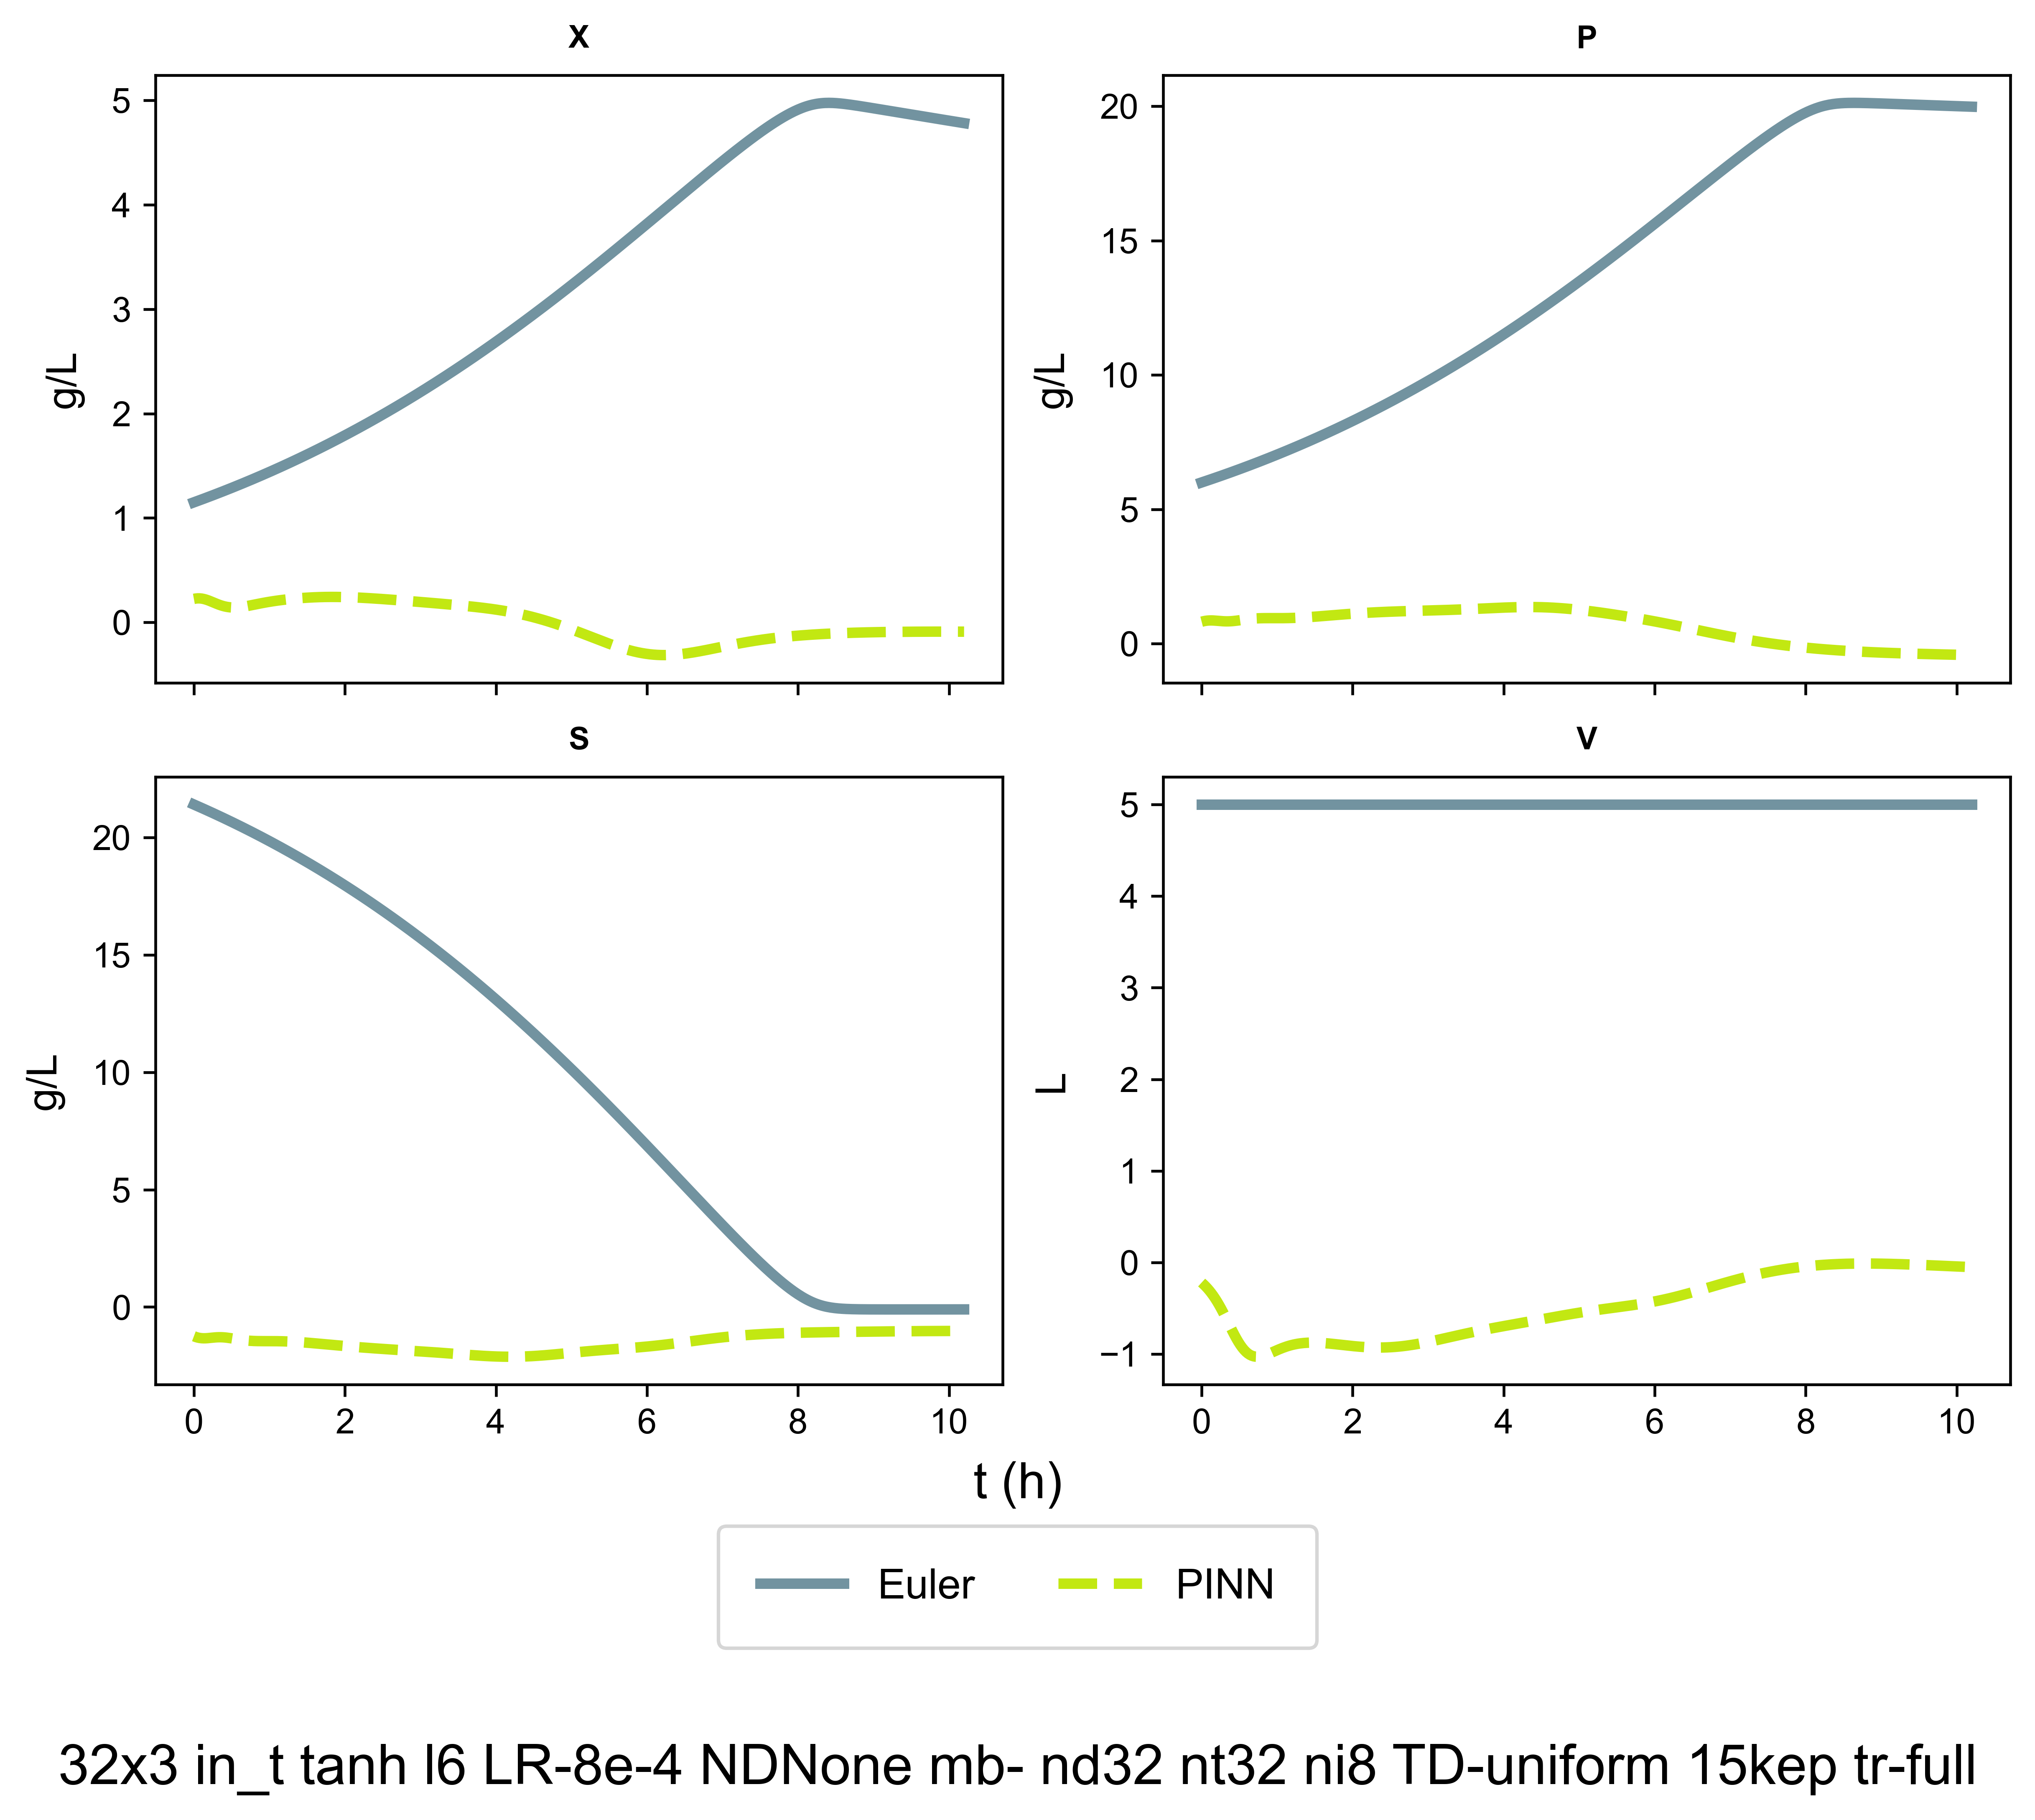 X
5
4
3
2
1
0
g/L
P
20
15
10
5
0
g/L
S
20
15
10
5
0
g/L
0 2 4 6 8 10
V
5
4
3
2
1
0
−1
L
0 2 4 6 8 10
t (h)
Euler PINN
32x3 in_t tanh l6 LR-8e-4 NDNone mb- nd32 nt32 ni8 TD-uniform 15kep tr-full